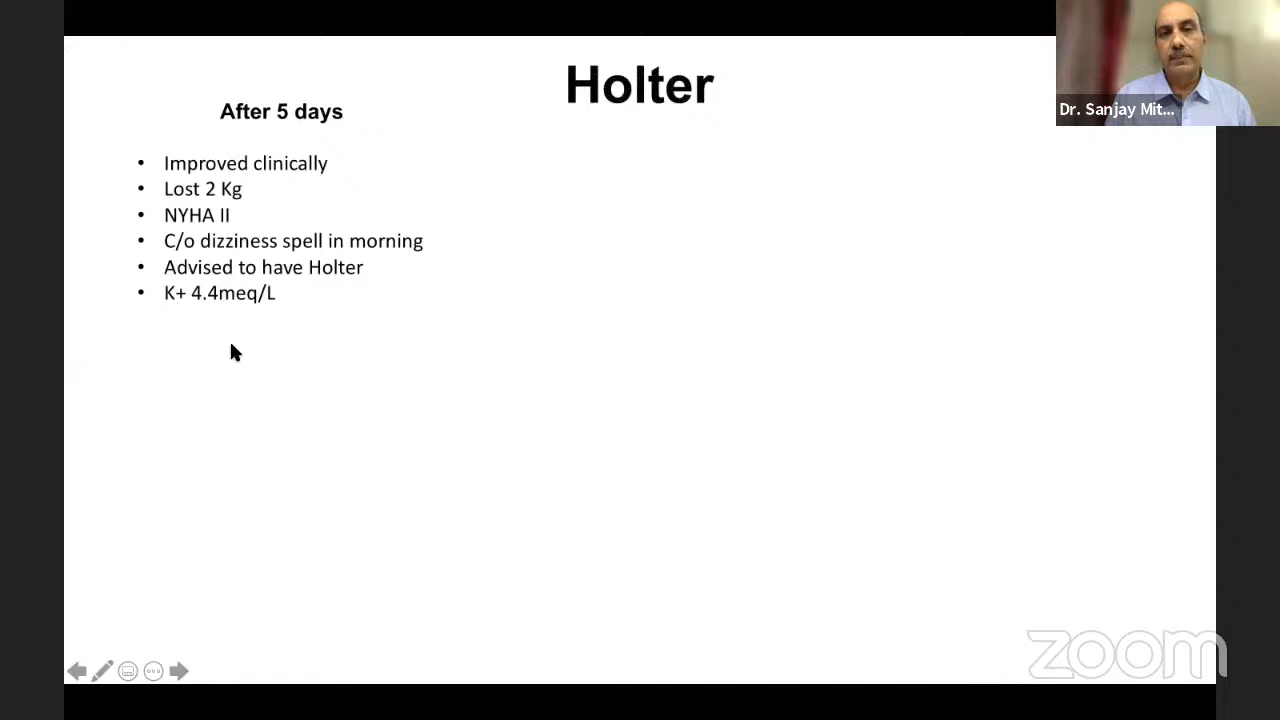 Holter
After 5 days
• Improved clinically
• Lost 2 Kg
• NYHA II
• C/o dizziness spell in morning
• Advised to have Holter
• K+ 4.4meq/L
Dr. Sanjay Mit...
zoom